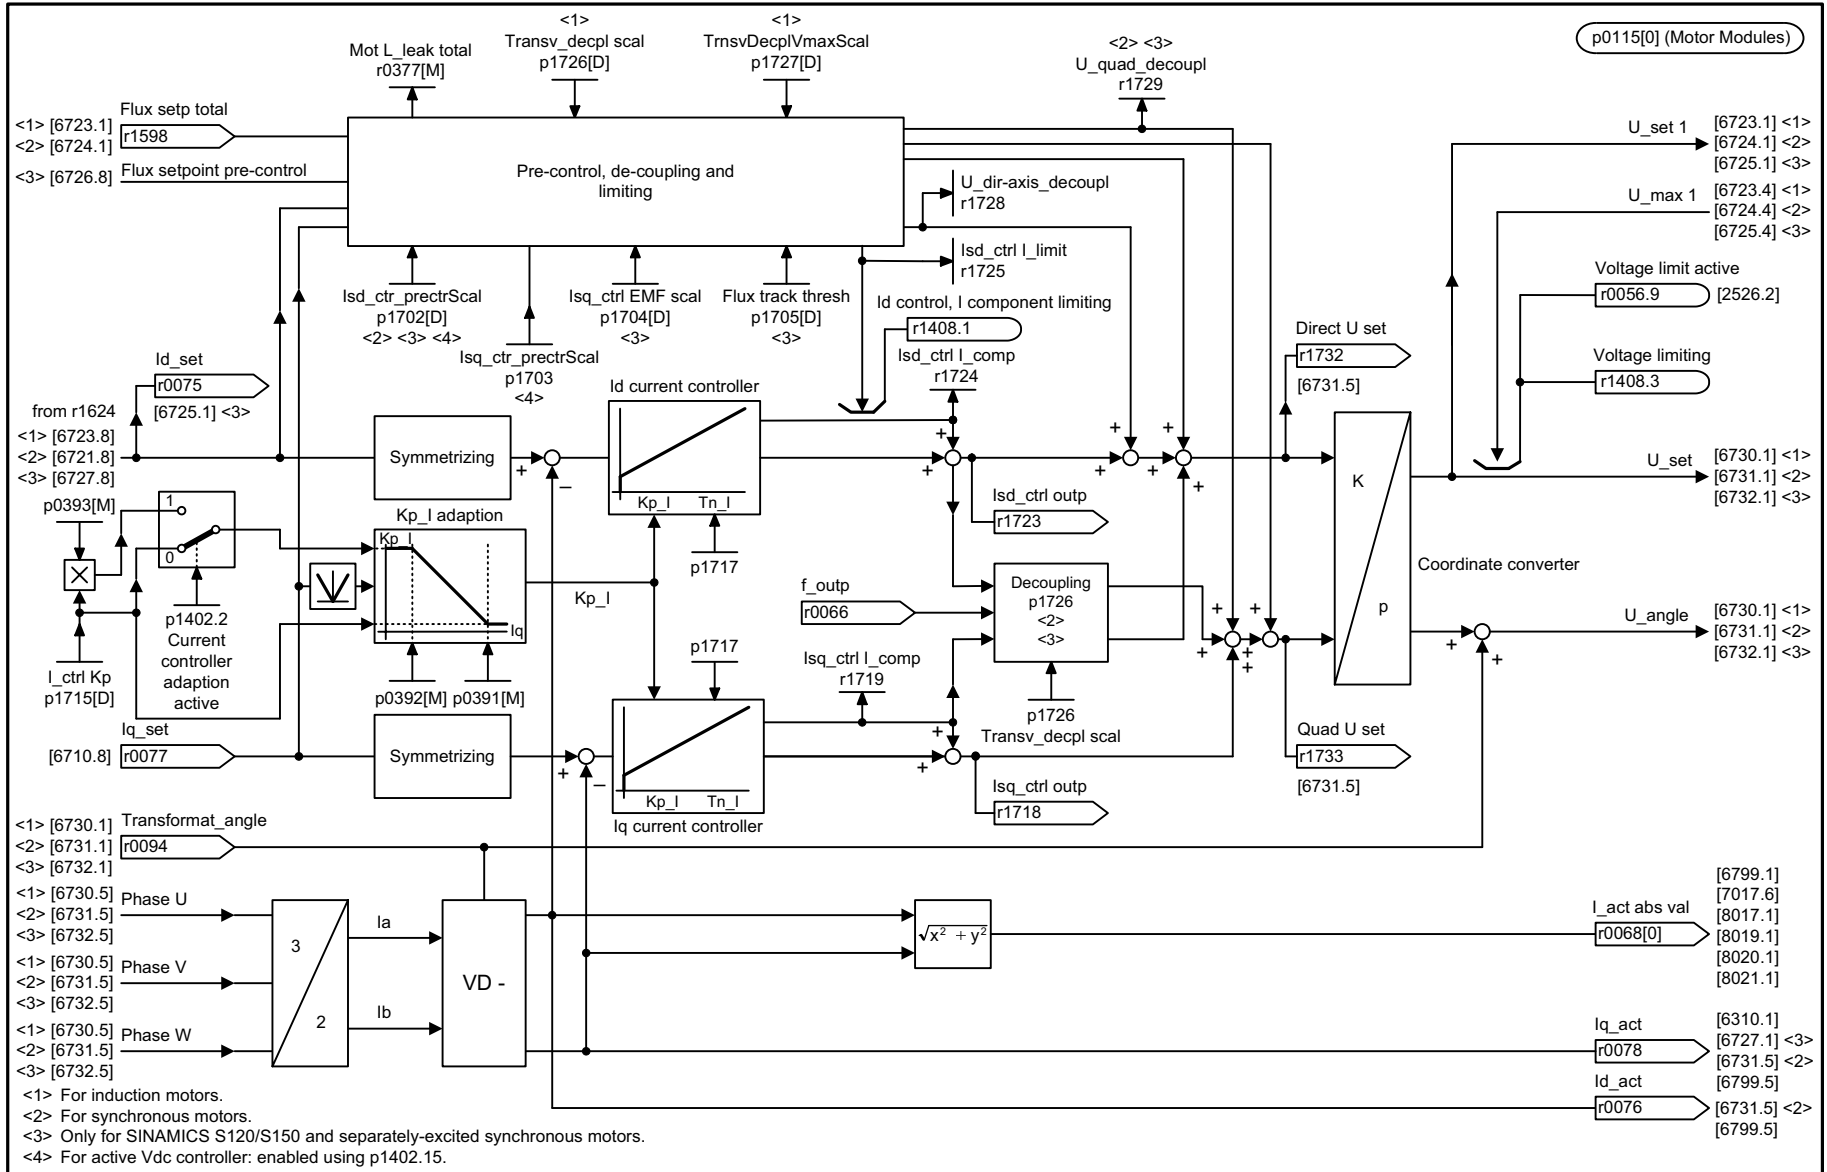 <1>
Transv_decpl scal
p1726[D]
<1>
TrnsvDecplVmaxScal
p1727[D]
Mot L_leak total
r0377[M]
<2> <3>
U_quad_decoupl
r1729
p0115[0] (Motor Modules)
Flux setp total
<1> [6723.1]
<2> [6724.1]
r1598
<3> [6726.8]
Flux setpoint pre-control
Pre-control, de-coupling and
limiting
U_dir-axis_decoupl
r1728
Isd_ctrl I_limit
r1725
U_set 1
[6723.1] <1>
[6724.1] <2>
[6725.1] <3>
U_max 1
[6723.4] <1>
[6724.4] <2>
[6725.4] <3>
Voltage limit active
r0056.9
[2526.2]
Isd_ctr_prectrScal
p1702[D]
<2> <3> <4>
Isq_ctr_prectrScal
p1703
<4>
Isq_ctrl EMF scal
p1704[D]
<3>
Flux track thresh
p1705[D]
<3>
Id control, I component limiting
r1408.1
Isd_ctrl I_comp
r1724
Direct U set
r1732
[6731.5]
Voltage limiting
r1408.3
Id_set
r0075
[6725.1] <3>
from r1624
<1> [6723.8]
<2> [6721.8]
<3> [6727.8]
Symmetrizing
+
–
Id current controller
Kp_I
Tn_I
p1717
+
+
+
+
+
+
+
Isd_ctrl outp
r1723
K
p
Coordinate converter
U_set
[6730.1] <1>
[6731.1] <2>
[6732.1] <3>
p0393[M]
1
0
p1402.2
Current
controller
adaption
active
I_ctrl Kp
p1715[D]
Kp_I adaption
Kp_I
Iq
p0392[M]
p0391[M]
Kp_I
f_outp
r0066
Decoupling
p1726
<2>
<3>
p1726
Transv_decpl scal
+
+
+
+
+
U_angle
+
+
[6730.1] <1>
[6731.1] <2>
[6732.1] <3>
p1717
Isq_ctrl I_comp
r1719
Iq_set
[6710.8]
r0077
Symmetrizing
+
–
Kp_I
Tn_I
Iq current controller
+
+
Isq_ctrl outp
r1718
Quad U set
r1733
[6731.5]
Transformat_angle
<1> [6730.1]
<2> [6731.1]
<3> [6732.1]
r0094
<1> [6730.5]
<2> [6731.5]
<3> [6732.5]
Phase U
<1> [6730.5]
<2> [6731.5]
<3> [6732.5]
Phase V
<1> [6730.5]
<2> [6731.5]
<3> [6732.5]
Phase W
3
2
Ia
Ib
VD -
√x² + y²
I_act abs val
r0068[0]
[6799.1]
[7017.6]
[8017.1]
[8019.1]
[8020.1]
[8021.1]
Iq_act
r0078
[6310.1]
[6727.1] <3>
[6731.5] <2>
[6799.5]
Id_act
r0076
[6731.5] <2>
[6799.5]
<1> For induction motors.
<2> For synchronous motors.
<3> Only for SINAMICS S120/S150 and separately-excited synchronous motors.
<4> For active Vdc controller: enabled using p1402.15.